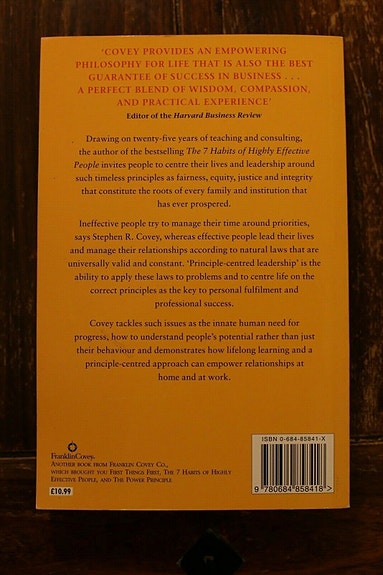 ‘COVEY PROVIDES AN EMPOWERING
PHILOSOPHY FOR LIFE THAT IS ALSO THE BEST
GUARANTEE OF SUCCESS IN BUSINESS . . .
A PERFECT BLEND OF WISDOM, COMPASSION,
AND PRACTICAL EXPERIENCE’
Editor of the Harvard Business Review
Drawing on twenty-five years of teaching and consulting,
the author of the bestselling The 7 Habits of Highly Effective
People invites people to centre their lives and leadership around
such timeless principles as fairness, equity, justice and integrity
that constitute the roots of every family and institution that
has ever prospered.
Ineffective people try to manage their time around priorities,
says Stephen R. Covey, whereas effective people lead their lives
and manage their relationships according to natural laws that are
universally valid and constant. ‘Principle-centred leadership’ is the
ability to apply these laws to problems and to centre life on the
correct principles as the key to personal fulfilment and
professional success.
Covey tackles such issues as the innate human need for
progress, how to understand people’s potential rather than just
their behaviour and demonstrates how lifelong learning and a
principle-centred approach can empower relationships at
home and at work.
FranklinCovey.
ANOTHER BOOK FROM FRANKLIN COVEY CO.,
WHICH BROUGHT YOU FIRST THINGS FIRST, THE 7 HABITS OF HIGHLY
EFFECTIVE PEOPLE, AND THE POWER PRINCIPLE
£10.99
ISBN 0-684-85841-X
9 780684 858418 >